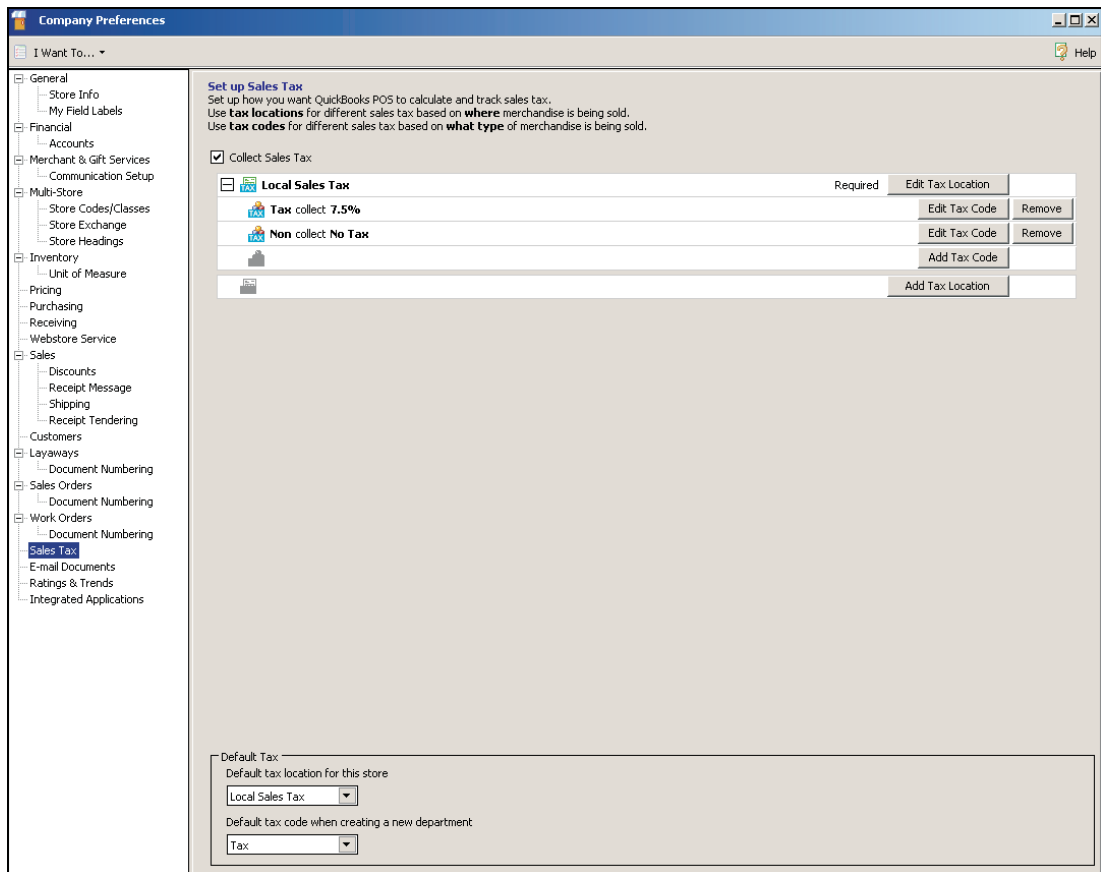 Company Preferences
I Want To...
Help
General
Store Info
My Field Labels
Financial
Accounts
Merchant & Gift Services
Communication Setup
Multi-Store
Store Codes/Classes
Store Exchange
Store Headings
Inventory
Unit of Measure
Pricing
Purchasing
Receiving
Webstore Service
Sales
Discounts
Receipt Message
Shipping
Receipt Tendering
Customers
Layaways
Document Numbering
Sales Orders
Document Numbering
Work Orders
Document Numbering
Sales Tax
E-mail Documents
Ratings & Trends
Integrated Applications
Set up Sales Tax
Set up how you want QuickBooks POS to calculate and track sales tax.
Use tax locations for different sales tax based on where merchandise is being sold.
Use tax codes for different sales tax based on what type of merchandise is being sold.
Collect Sales Tax
TAX Local Sales Tax Required Edit Tax Location
TAX Tax collect 7.5% Edit Tax Code Remove
TAX Non collect No Tax Edit Tax Code Remove
Add Tax Code
Add Tax Location
Default Tax
Default tax location for this store
Local Sales Tax
Default tax code when creating a new department
Tax